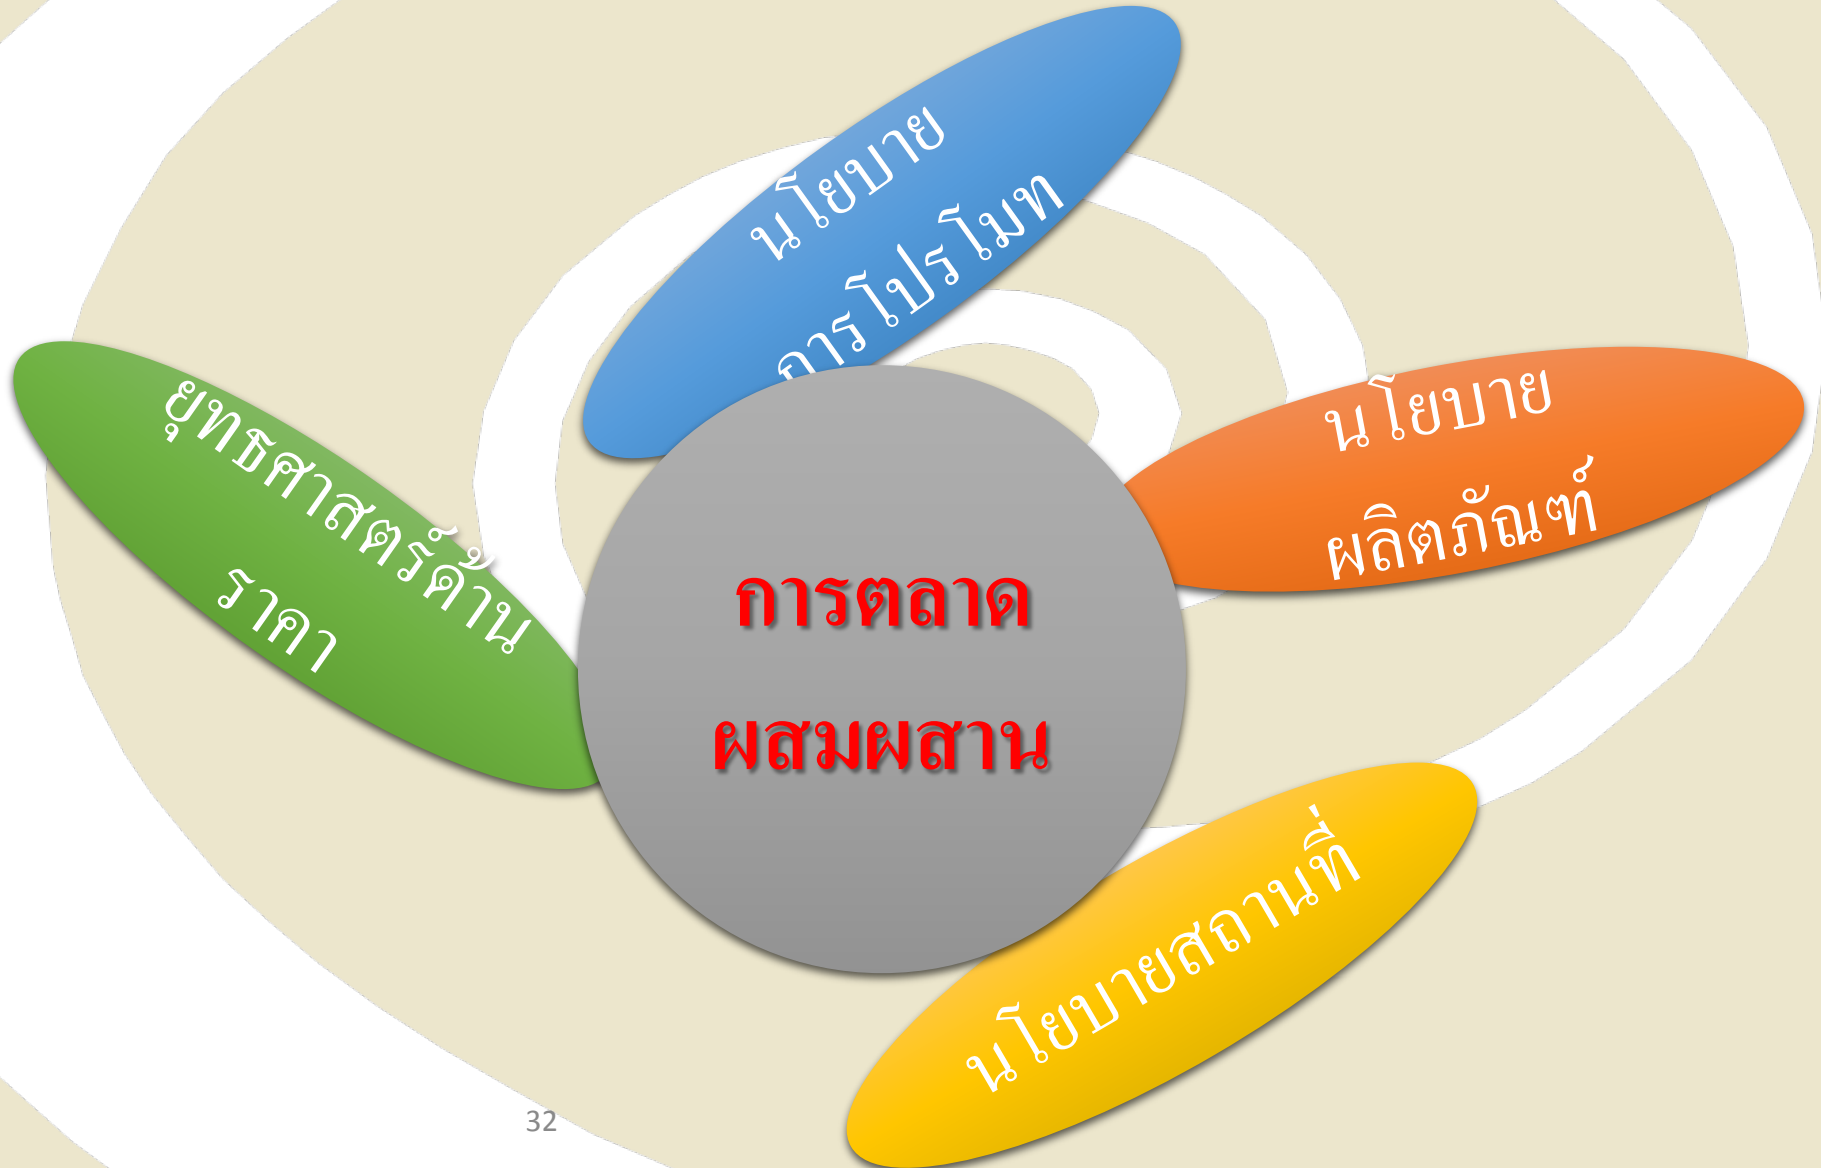 นโยบาย
การโปรโมท
นโยบาย
ผลิตภัณฑ์
ยุทธศาสตร์ด้าน
ราคา
การตลาด
ผสมผสาน
นโยบายสถานที่
32